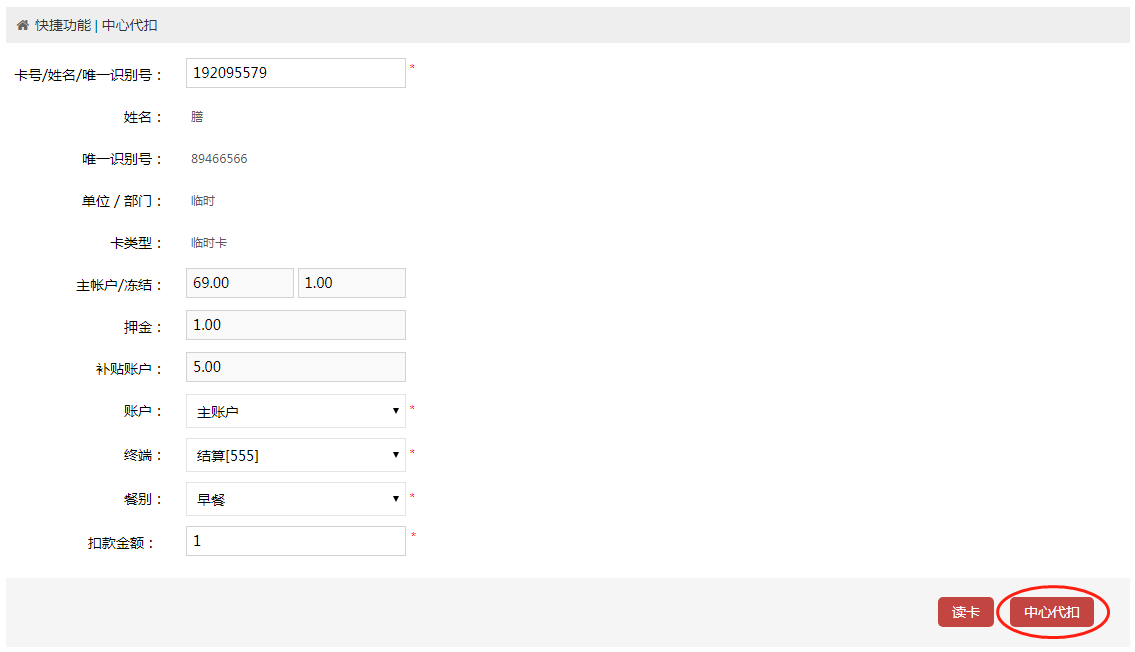 快捷功能 | 中心代扣
卡号/姓名/唯一识别号： 192095579 *
姓名： 膳
唯一识别号： 89466566
单位 / 部门： 临时
卡类型： 临时卡
主帐户/冻结： 69.00 1.00
押金： 1.00
补贴账户： 5.00
账户： 主账户 *
终端： 结算[555] *
餐别： 早餐 *
扣款金额： 1 *
读卡 中心代扣